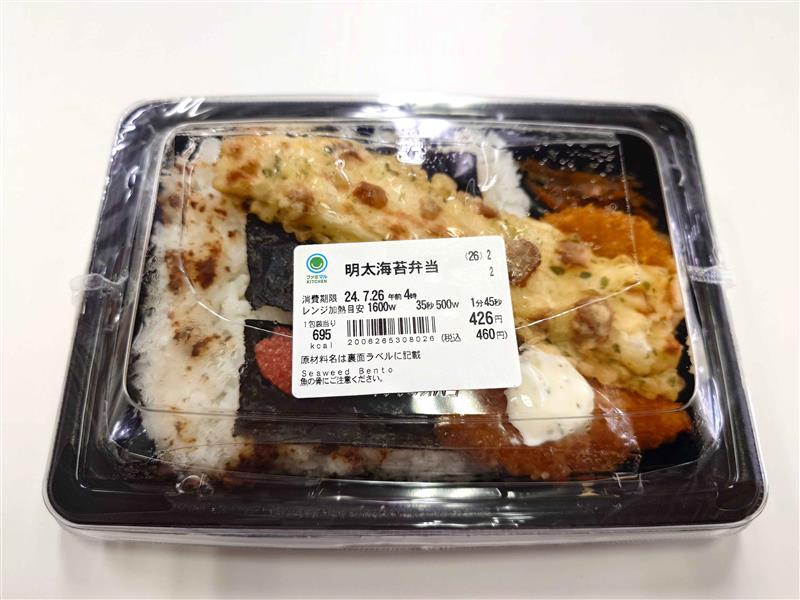 ファミマル
KITCHEN
明太海苔弁当
(26) 2
2
消費期限 24.7.26 午前 4時
レンジ加熱目安 1600W 35秒 500W 1分45秒
1包装当り
695
kcal
2006265308026
426円
(税込 460円)
原材料名は裏面ラベルに記載
Seaweed Bento
魚の骨にご注意ください。